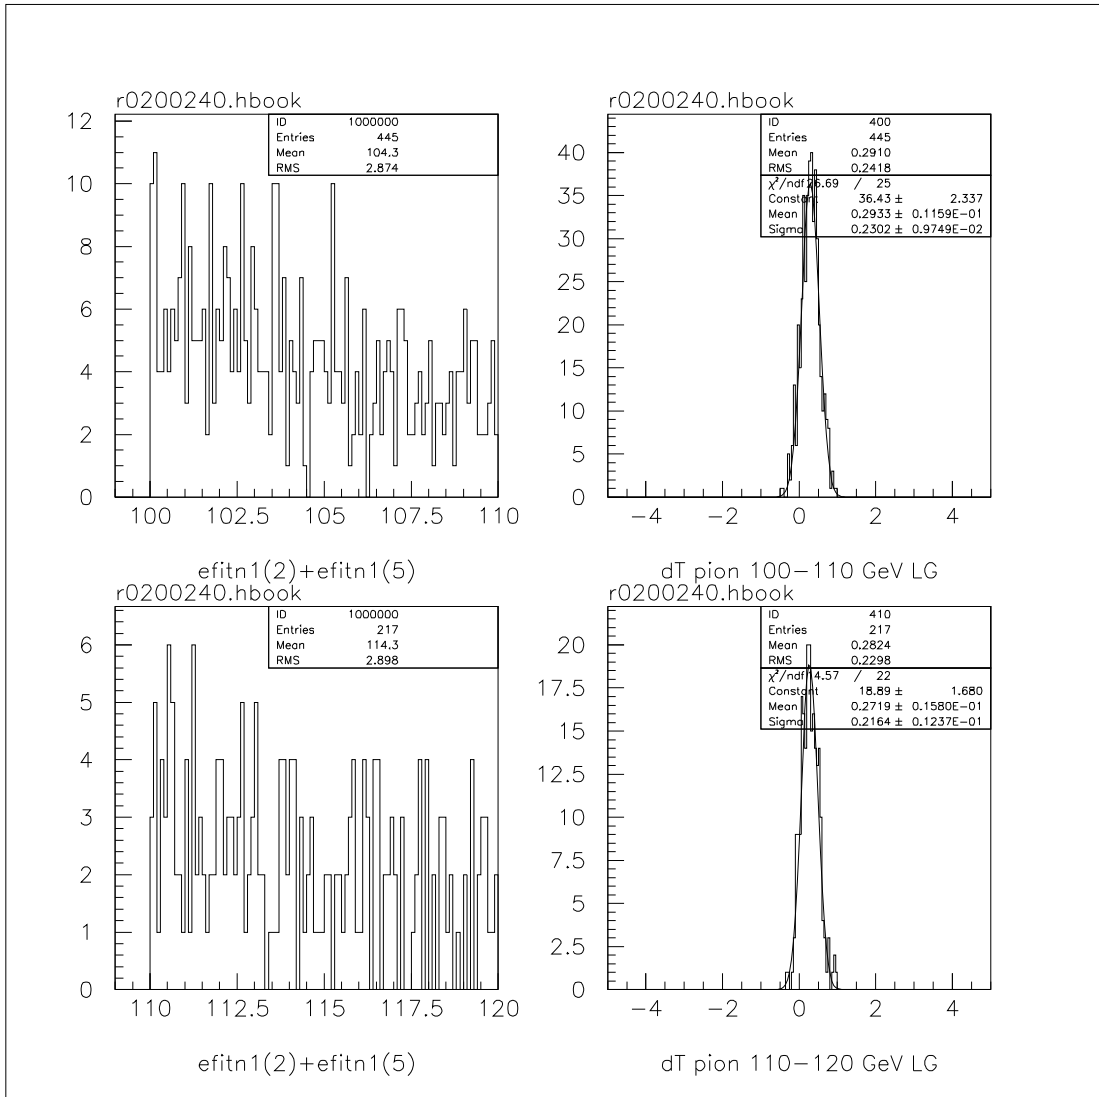 r0200240.hbook
ID 1000000
Entries 445
Mean 104.3
RMS 2.874
12
10
8
6
4
2
0
100 102.5 105 107.5 110
efitn1(2)+efitn1(5)
r0200240.hbook
ID 400
Entries 445
Mean 0.2910
RMS 0.2418
χ²/ndf 26.69 / 25
Constant 36.43 ± 2.337
Mean 0.2933 ± 0.1159E-01
Sigma 0.2302 ± 0.9749E-02
40
35
30
25
20
15
10
5
0
-4 -2 0 2 4
dT pion 100-110 GeV LG
r0200240.hbook
ID 1000000
Entries 217
Mean 114.3
RMS 2.898
6
5
4
3
2
1
0
110 112.5 115 117.5 120
efitn1(2)+efitn1(5)
r0200240.hbook
ID 410
Entries 217
Mean 0.2824
RMS 0.2298
χ²/ndf 14.57 / 22
Constant 18.89 ± 1.680
Mean 0.2719 ± 0.1580E-01
Sigma 0.2164 ± 0.1237E-01
20
17.5
15
12.5
10
7.5
5
2.5
0
-4 -2 0 2 4
dT pion 110-120 GeV LG